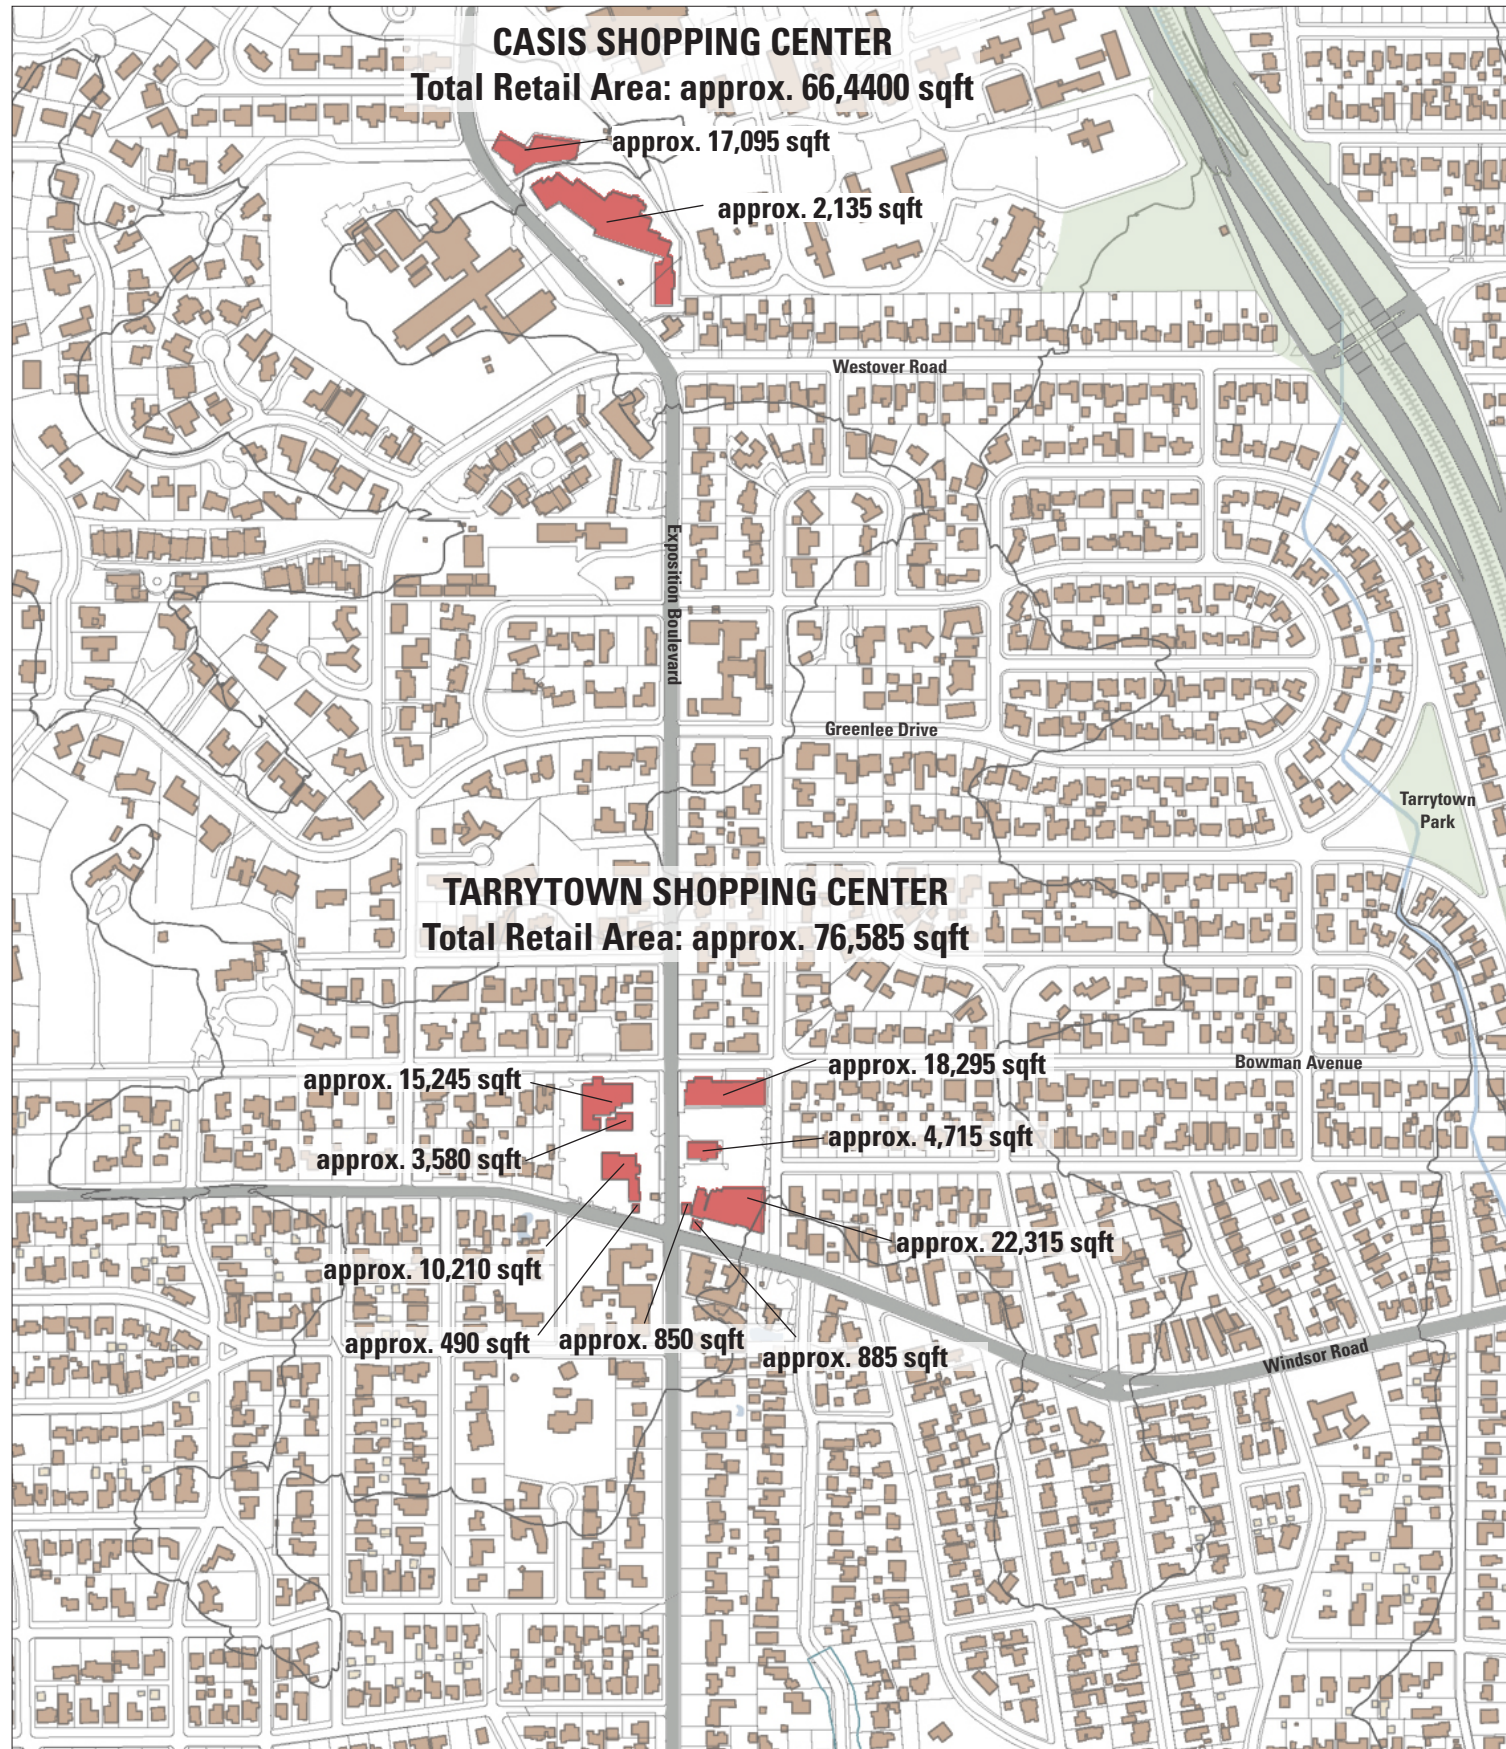 CASIS SHOPPING CENTER
Total Retail Area: approx. 66,4400 sqft
approx. 17,095 sqft
approx. 2,135 sqft
Westover Road
Exposition Boulevard
Greenlee Drive
Tarrytown
Park
TARRYTOWN SHOPPING CENTER
Total Retail Area: approx. 76,585 sqft
Bowman Avenue
approx. 18,295 sqft
approx. 15,245 sqft
approx. 4,715 sqft
approx. 3,580 sqft
approx. 22,315 sqft
approx. 10,210 sqft
approx. 490 sqft
approx. 850 sqft
approx. 885 sqft
Windsor Road